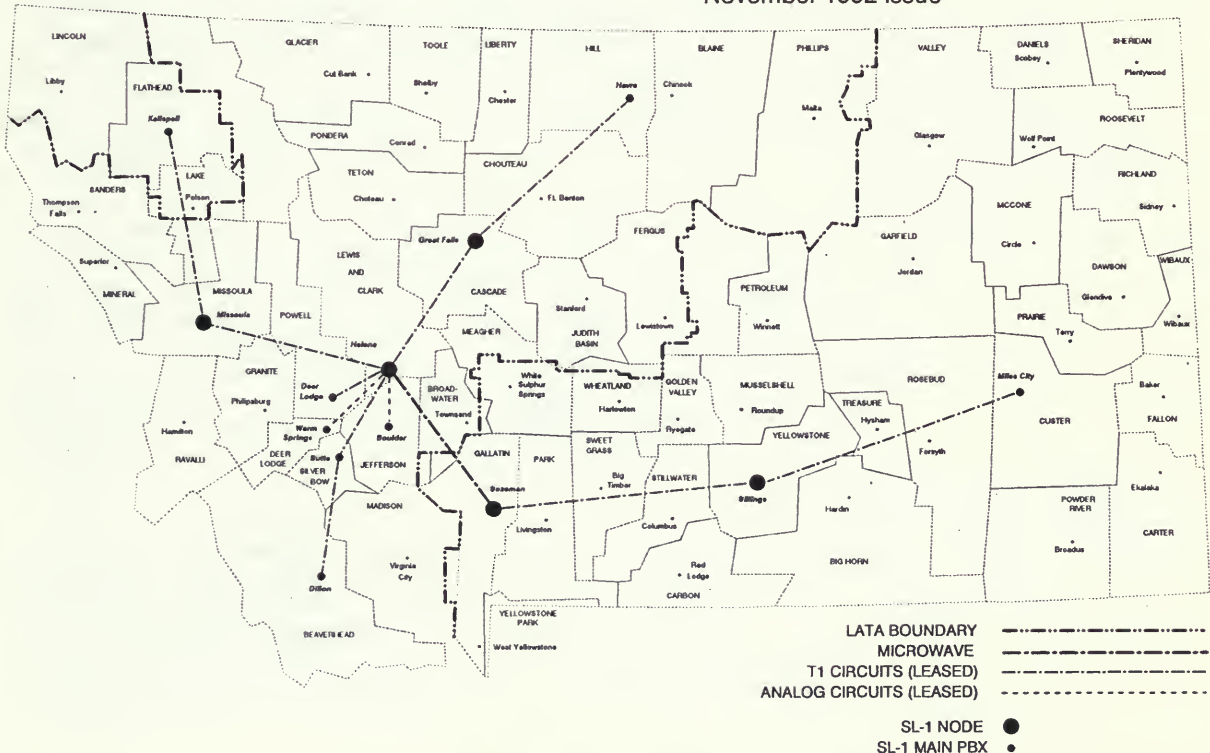 November 1992 Issue
LINCOLN
GLACIER
TOOLE
LIBERTY
HILL
BLAINE
PHILLIPS
VALLEY
DANIELS
SHERIDAN
Scobey
Plentywood
Cut Bank
Shelby
Chester
Havre
Chinook
Libby
FLATHEAD
Kalispell
Malta
ROOSEVELT
Glasgow
Wolf Point
PONDERA
Conrad
CHOUTEAU
TETON
Choteau
Ft. Benton
LAKE
Polson
SANDERS
Thompson
Falls
RICHLAND
Sidney
MCCONE
Circle
FERGUS
GARFIELD
Jordan
Great Falls
LEWIS
AND
CLARK
CASCADE
Superior
MINERAL
MISSOULA
POWELL
DAWSON
WIBAUX
Glendive
Wibaux
PETROLEUM
Winnett
Stanford
JUDITH
BASIN
Lewistown
MEAGHER
Missoula
PRAIRIE
Terry
Helena
GRANITE
Philipsburg
Deer
Lodge
BROAD-
WATER
Townsend
White
Sulphur
Springs
WHEATLAND
Harlowton
GOLDEN
VALLEY
Ryegate
MUSSELSHELL
Roundup
ROSEBUD
TREASURE
Hysham
Miles City
Baker
FALLON
CUSTER
Hamilton
RAVALLI
Warm
Springs
Boulder
DEER
LODGE
Butte
SILVER
BOW
JEFFERSON
GALLATIN
PARK
SWEET
GRASS
Big
Timber
STILLWATER
YELLOWSTONE
Forsyth
Bozeman
Billings
Ekalaka
MADISON
Livingston
Columbus
Hardin
POWDER
RIVER
Broadus
CARTER
Virginia
City
Dillon
Red
Lodge
CARBON
BIG HORN
BEAVERHEAD
YELLOWSTONE
PARK
West Yellowstone
LATA BOUNDARY
MICROWAVE
T1 CIRCUITS (LEASED)
ANALOG CIRCUITS (LEASED)
SL-1 NODE
SL-1 MAIN PBX